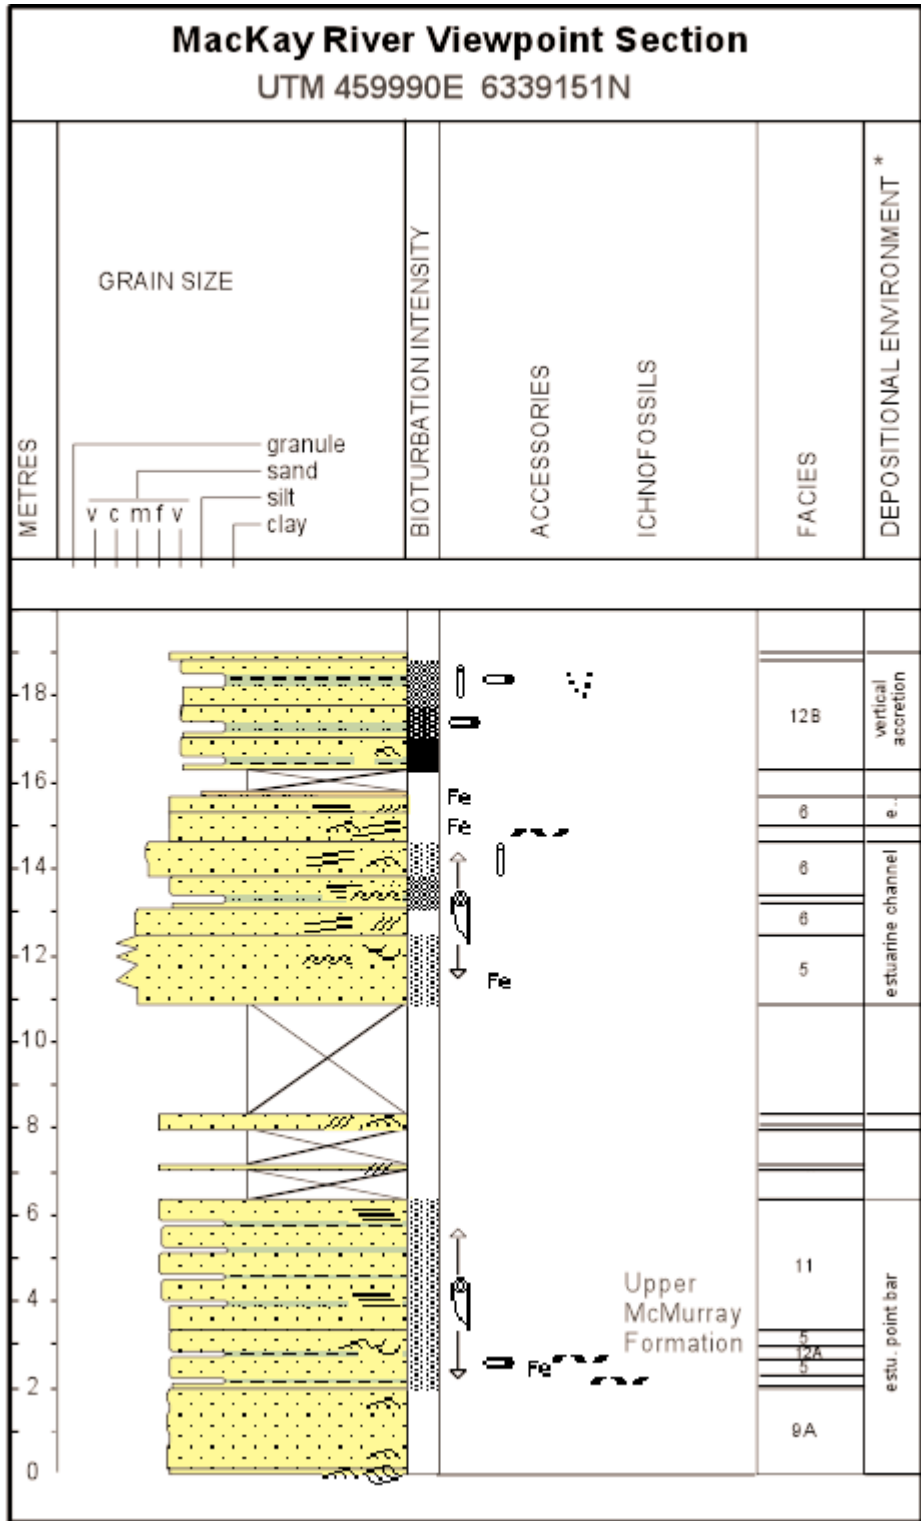 MacKay River Viewpoint Section
UTM 459990E 6339151N
METRES
GRAIN SIZE
granule
sand
silt
v c m f v
clay
BIOTURBATION INTENSITY
ACCESSORIES
ICHNOFOSSILS
FACIES
DEPOSITIONAL ENVIRONMENT *
18
12B
vertical
accretion
16
Fe
6
e..
Fe
14
6
estuarine channel
6
12
5
Fe
10
8
6
11
estu. point bar
4
Upper
McMurray
Formation
5
12A
Fe
5
2
9A
0